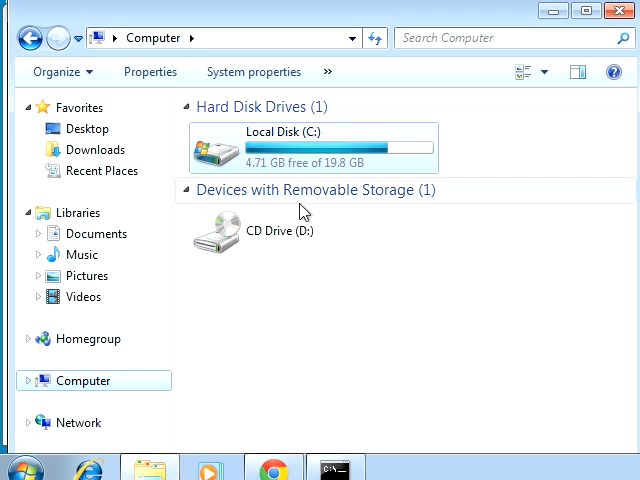 Computer
Search Computer
Organize
Properties
System properties
»
Favorites
Desktop
Downloads
Recent Places
Libraries
Documents
Music
Pictures
Videos
Homegroup
Computer
Network
Hard Disk Drives (1)
Local Disk (C:)
4.71 GB free of 19.8 GB
Devices with Removable Storage (1)
CD Drive (D:)
C:\